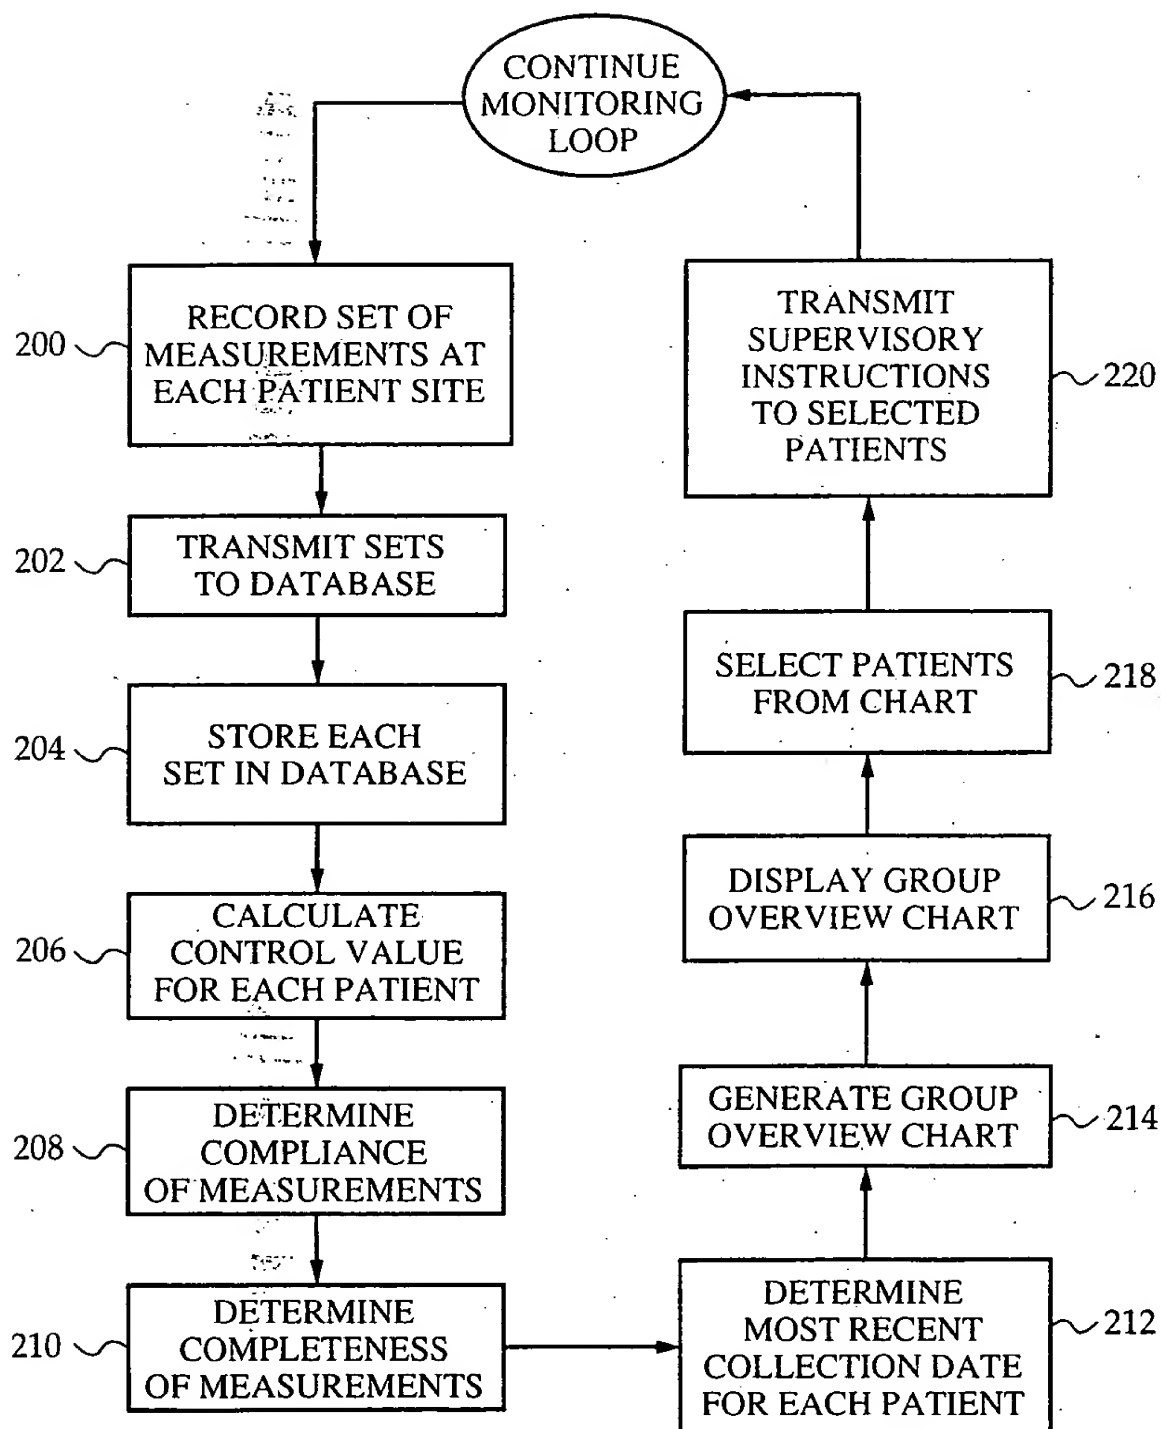 CONTINUE
MONITORING
LOOP
200
RECORD SET OF
MEASUREMENTS AT
EACH PATIENT SITE
202
TRANSMIT SETS
TO DATABASE
204
STORE EACH
SET IN DATABASE
206
CALCULATE
CONTROL VALUE
FOR EACH PATIENT
208
DETERMINE
COMPLIANCE
OF MEASUREMENTS
210
DETERMINE
COMPLETENESS
OF MEASUREMENTS
DETERMINE
MOST RECENT
COLLECTION DATE
FOR EACH PATIENT
212
GENERATE GROUP
OVERVIEW CHART
214
DISPLAY GROUP
OVERVIEW CHART
216
SELECT PATIENTS
FROM CHART
218
TRANSMIT
SUPERVISORY
INSTRUCTIONS
TO SELECTED
PATIENTS
220